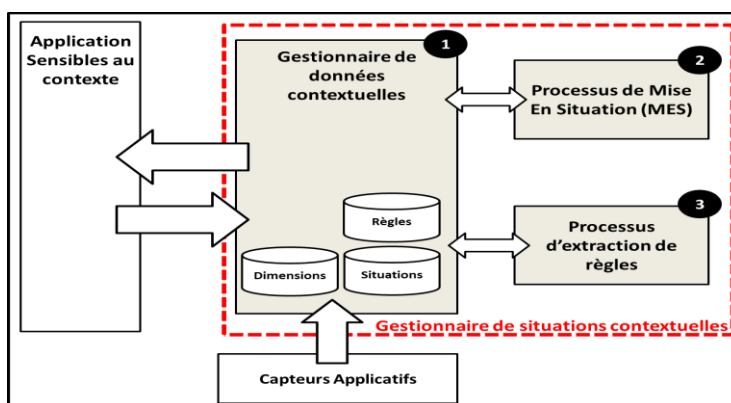 Application
Sensibles au
contexte
1
Gestionnaire de
données
contextuelles
2
Processus de Mise
En Situation (MES)
Règles
Dimensions
Situations
3
Processus
d'extraction de
règles
Gestionnaire de situations contextuelles
Capteurs Applicatifs